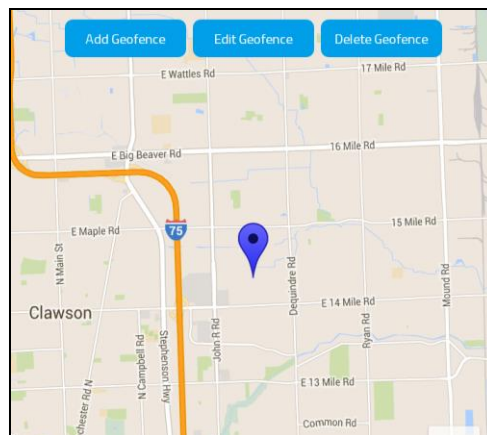 Add Geofence
Edit Geofence
Delete Geofence
E Wattles Rd
17 Mile Rd
E Big Beaver Rd
16 Mile Rd
E Maple Rd
75
15 Mile Rd
N Main St
Clawson
John R Rd
Dequindre Rd
E 14 Mile Rd
Mound Rd
Ryan Rd
N Campbell Rd
Stephenson Hwy
E 13 Mile Rd
chester Rd N
Common Rd